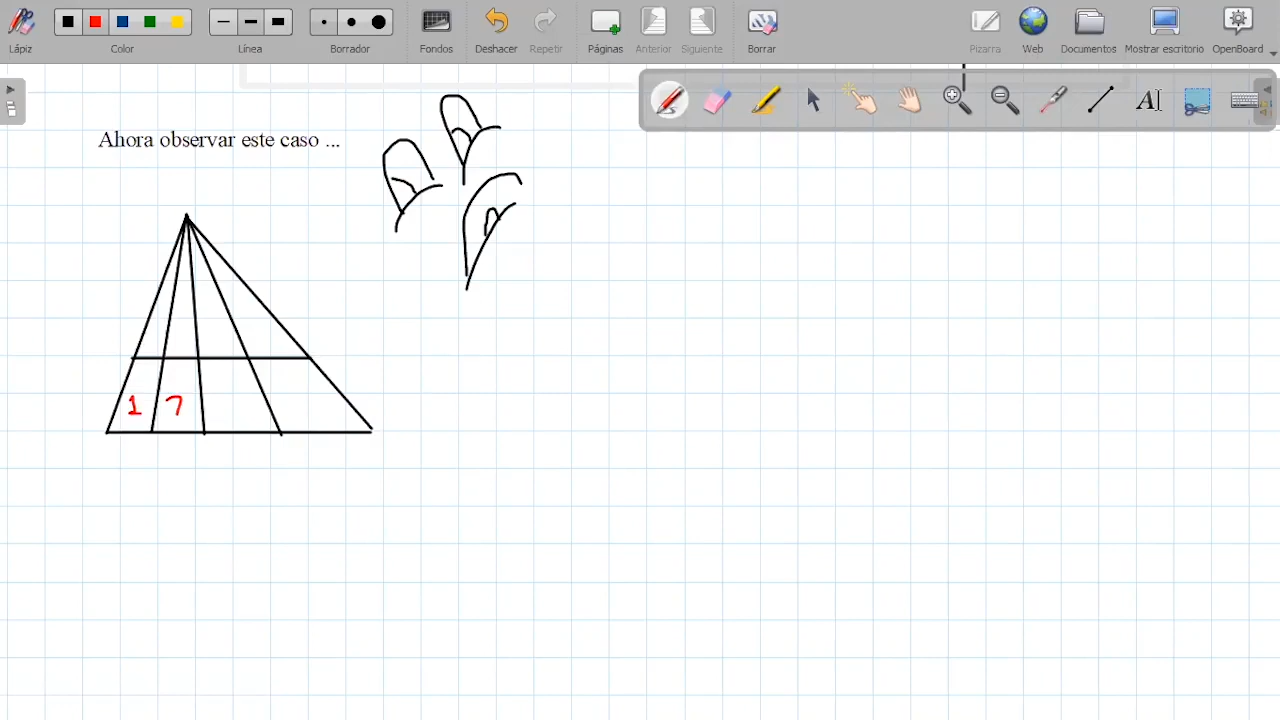 Lápiz
Color
Línea
Borrador
Fondos
Deshacer
Repetir
Páginas
Anterior
Siguiente
Borrar
Pizarra
Web
Documentos
Mostrar escritorio
OpenBoard
A
Ahora observar este caso ...
1 7